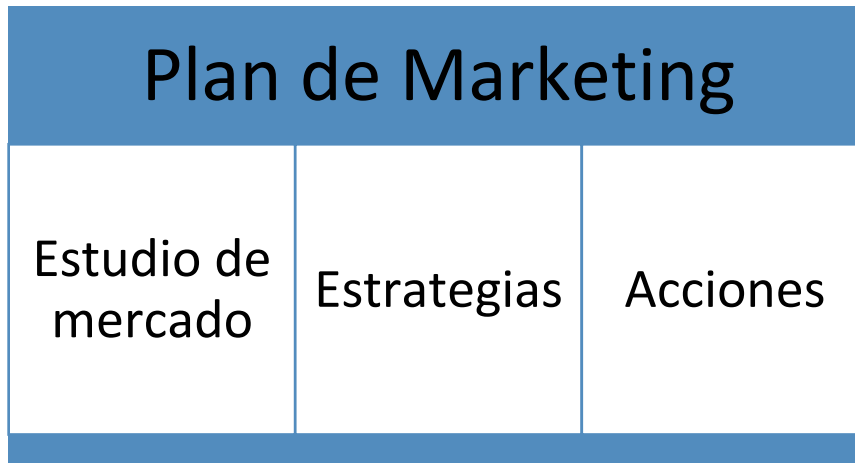 Plan de Marketing
Estudio de
mercado
Estrategias
Acciones